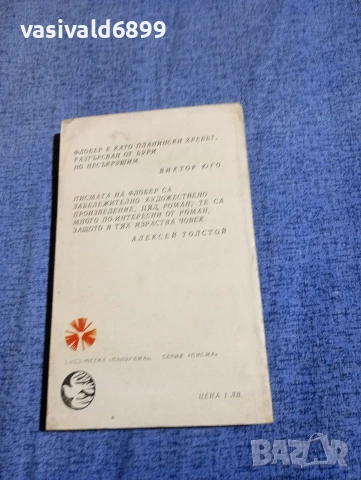 vasivald6899
ФЛОБЕР Е КАТО ПЛАНИНСКИ ХРЕБЕТ,
РАЗТЪРСВАН ОТ БУРИ,
НО НЕСЪКРУШИМ.
ВИКТОР ЮГО
ПИСМАТА НА ФЛОБЕР СА
ЗАБЕЛЕЖИТЕЛНО ХУДОЖЕСТВЕНО
ПРОИЗВЕДЕНИЕ, ЦЯЛ РОМАН; ТЕ СА
МНОГО ПО-ИНТЕРЕСНИ ОТ РОМАН,
ЗАЩОТО В ТЯХ ИЗРАСТВА ЧОВЕК.
АЛЕКСЕЙ ТОЛСТОЙ
БИБЛИОТЕКА «ПАНОРАМА». СЕРИЯ «ПИСМА»
ЦЕНА 1 ЛВ.
BAZAR